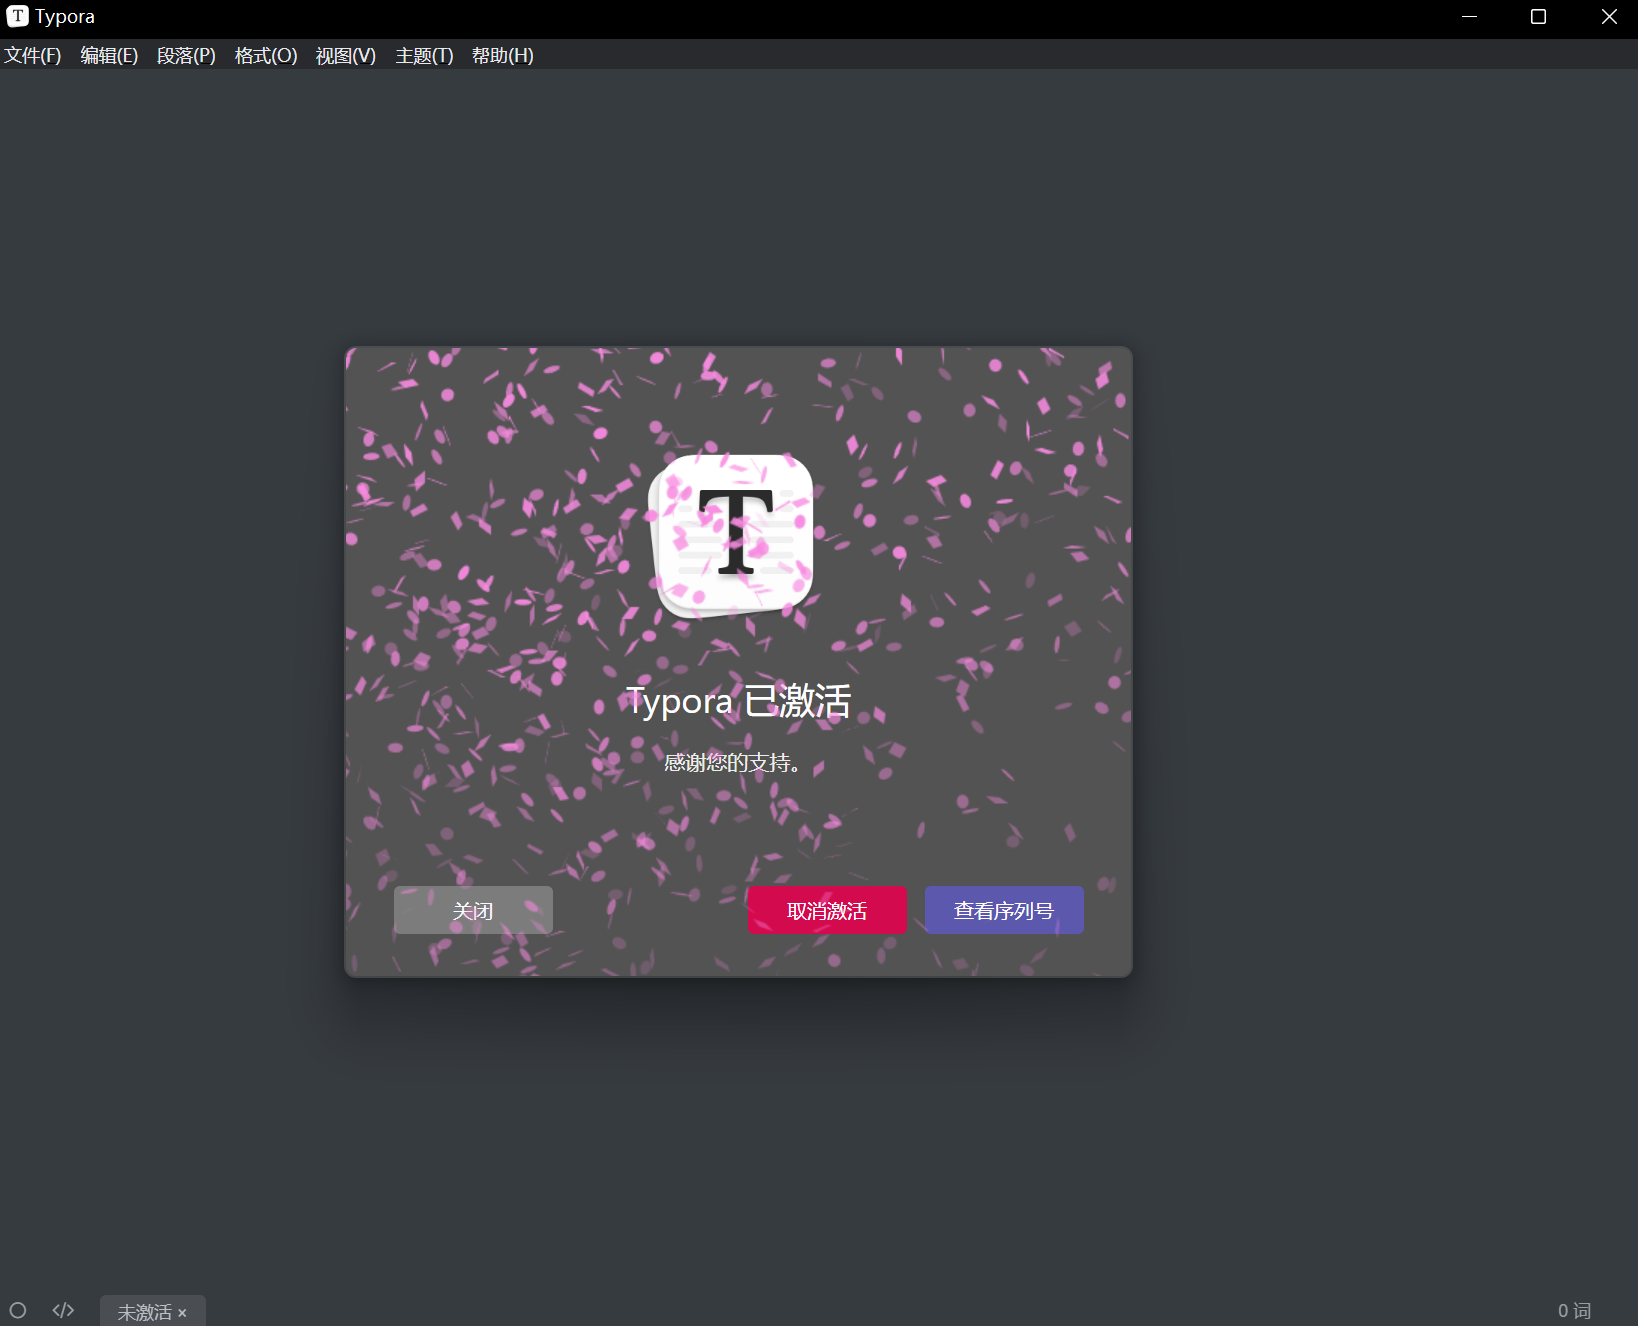 T Typora
文件(F) 编辑(E) 段落(P) 格式(O) 视图(V) 主题(T) 帮助(H)
T
Typora 已激活
感谢您的支持。
关闭 取消激活 查看序列号
</> 未激活 × 0 词